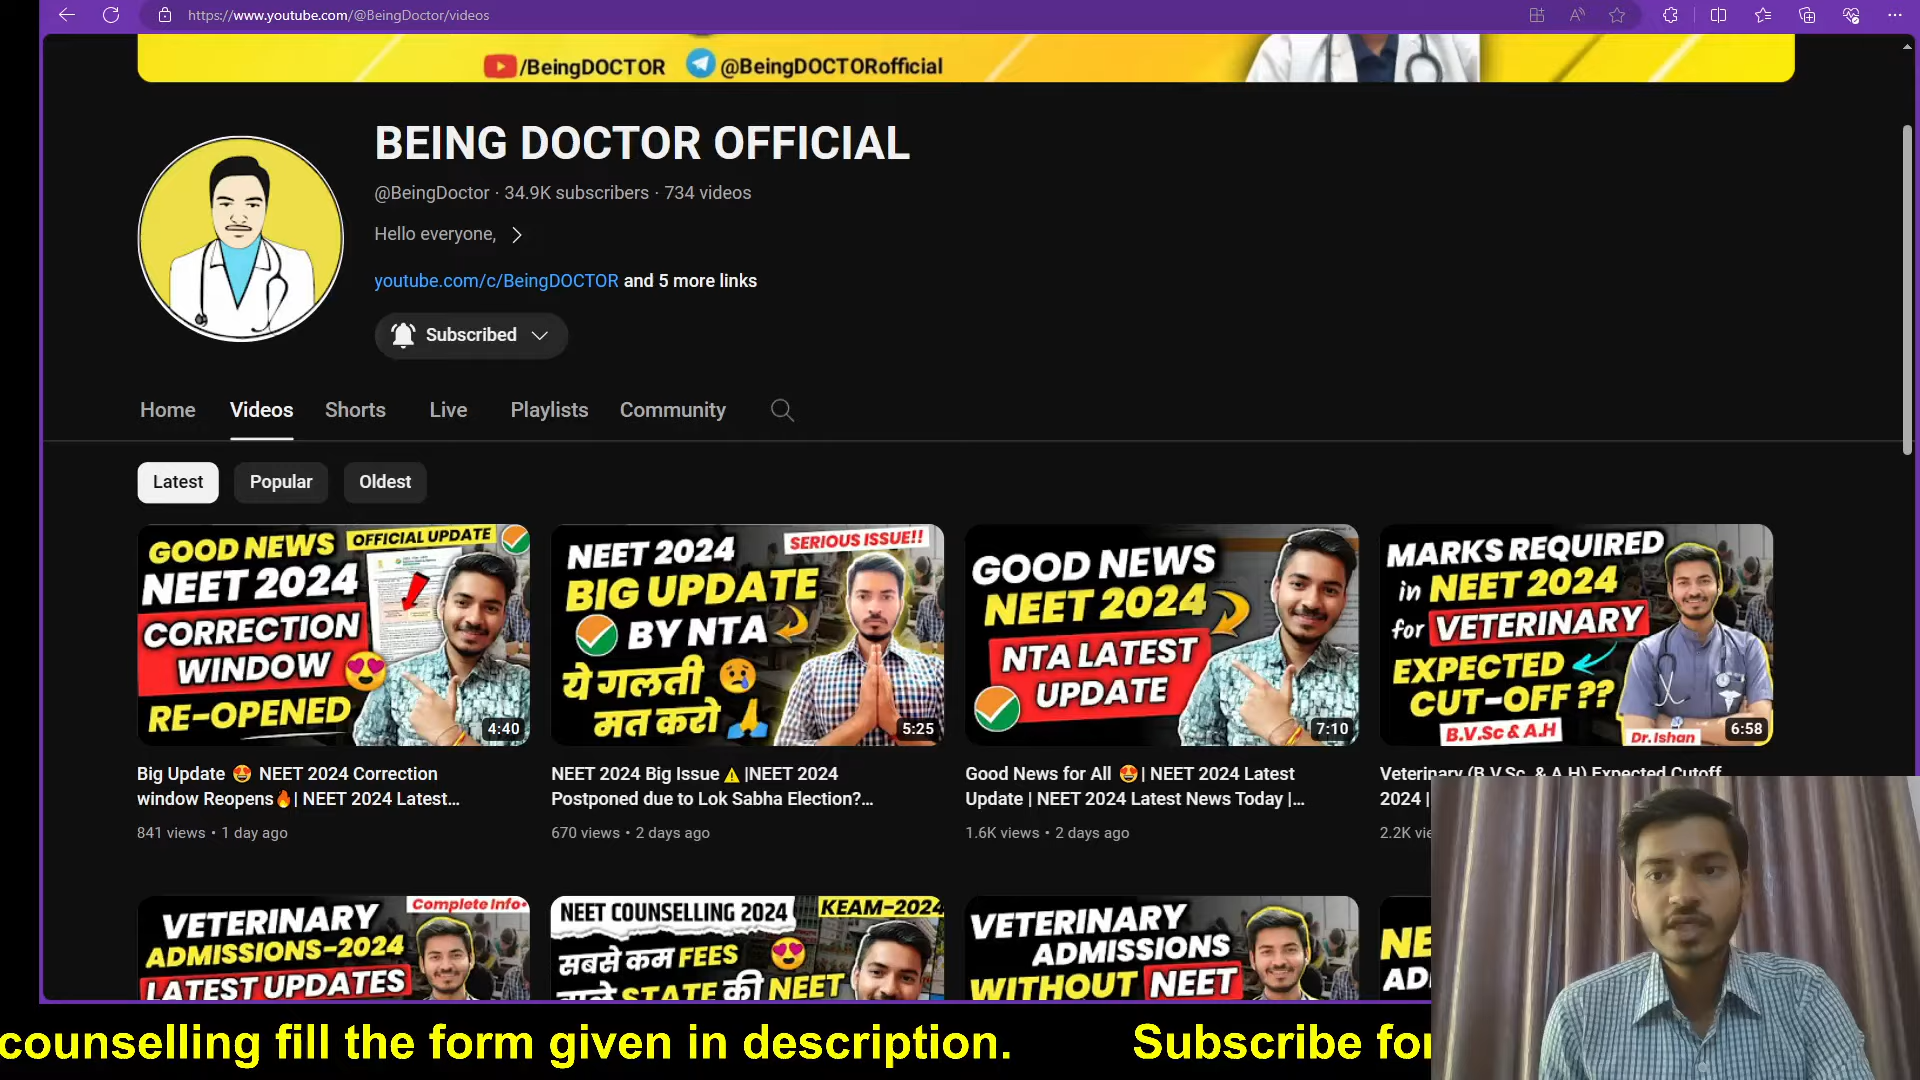 https://www.youtube.com/@BeingDoctor/videos
/BeingDOCTOR @BeingDOCTORofficial
BEING DOCTOR OFFICIAL
@BeingDoctor · 34.9K subscribers · 734 videos
Hello everyone,
youtube.com/c/BeingDOCTOR and 5 more links
Subscribed
Home Videos Shorts Live Playlists Community
Latest Popular Oldest
GOOD NEWS OFFICIAL UPDATE
NEET 2024
CORRECTION
WINDOW
RE-OPENED
4:40
NEET 2024 SERIOUS ISSUE!!
BIG UPDATE
BY NTA
ये गलती
मत करो
5:25
GOOD NEWS
NEET 2024
NTA LATEST
UPDATE
7:10
MARKS REQUIRED
in NEET 2024
for VETERINARY
EXPECTED
CUT-OFF ??
B.V.Sc & A.H
Dr. Ishan
6:58
Big Update 😍 NEET 2024 Correction
window Reopens🔥| NEET 2024 Latest...
841 views • 1 day ago
NEET 2024 Big Issue⚠️|NEET 2024
Postponed due to Lok Sabha Election?...
670 views • 2 days ago
Good News for All 😍| NEET 2024 Latest
Update | NEET 2024 Latest News Today |...
1.6K views • 2 days ago
Veterinary (B.V.Sc. & A.H) Expected Cutoff
2024 |
2.2K
Complete Info
VETERINARY
ADMISSIONS-2024
LATEST UPDATES
NEET COUNSELLING 2024 KEAM-2024
सबसे कम FEES
STATE की NEET
VETERINARY
ADMISSIONS
WITHOUT NEET
counselling fill the form given in description. Subscribe for